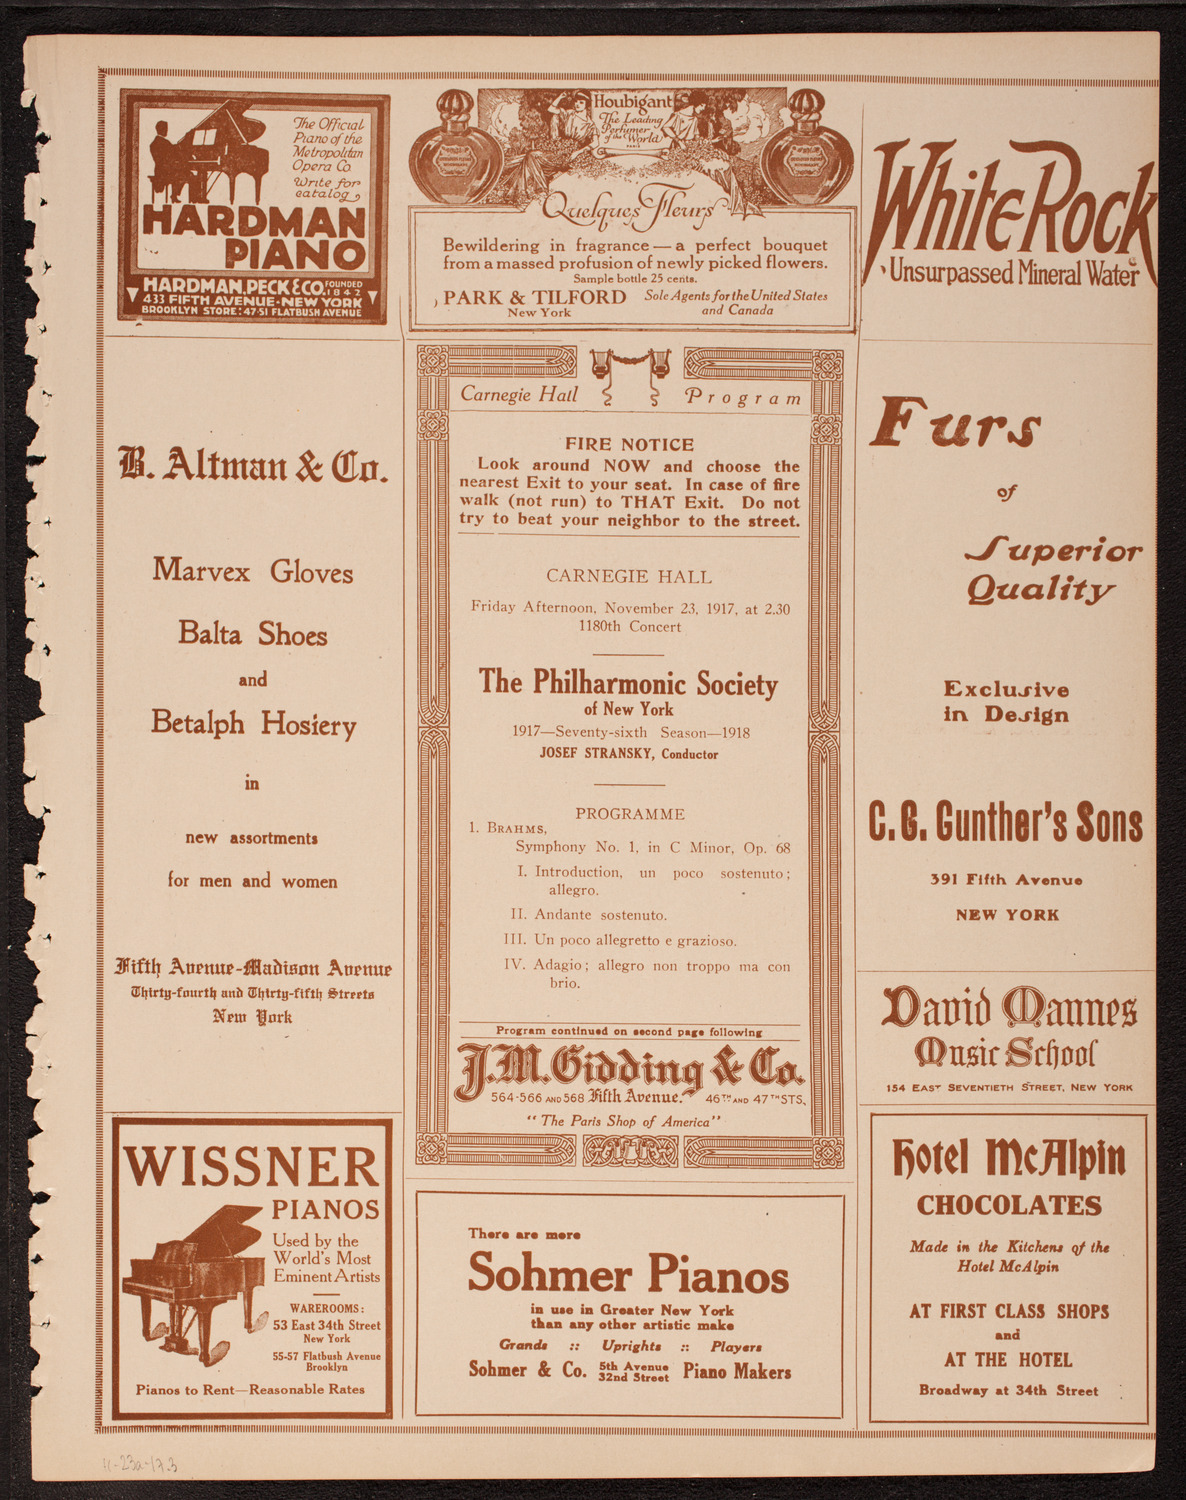 The Official
Piano of the
Metropolitan
Opera Co.
Write for
catalog
HARDMAN
PIANO
HARDMAN, PECK & CO. FOUNDED 1842
433 FIFTH AVENUE - NEW YORK
BROOKLYN STORE: 47-51 FLATBUSH AVENUE
Houbigant
The Leading
Perfumer
of the World
PARIS
Quelques Fleurs
Bewildering in fragrance — a perfect bouquet
from a massed profusion of newly picked flowers.
Sample bottle 25 cents.
PARK & TILFORD Sole Agents for the United States
New York and Canada
White Rock
Unsurpassed Mineral Water
B. Altman & Co.
Marvex Gloves
Balta Shoes
and
Betalph Hosiery
in
new assortments
for men and women
Fifth Avenue-Madison Avenue
Thirty-fourth and Thirty-fifth Streets
New York
WISSNER
PIANOS
Used by the
World's Most
Eminent Artists
WAREROOMS:
53 East 34th Street
New York
55-57 Flatbush Avenue
Brooklyn
Pianos to Rent—Reasonable Rates
Carnegie Hall Program
FIRE NOTICE
Look around NOW and choose the
nearest Exit to your seat. In case of fire
walk (not run) to THAT Exit. Do not
try to beat your neighbor to the street.
CARNEGIE HALL
Friday Afternoon, November 23, 1917, at 2.30
1180th Concert
The Philharmonic Society
of New York
1917—Seventy-sixth Season—1918
JOSEF STRANSKY, Conductor
PROGRAMME
1. BRAHMS,
Symphony No. 1, in C Minor, Op. 68
I. Introduction, un poco sostenuto;
allegro.
II. Andante sostenuto.
III. Un poco allegretto e grazioso.
IV. Adagio; allegro non troppo ma con
brio.
Program continued on second page following
J.M. Gidding & Co.
564-566 AND 568 Fifth Avenue. 46TH AND 47TH STS.
"The Paris Shop of America"
There are more
Sohmer Pianos
in use in Greater New York
than any other artistic make
Grands :: Uprights :: Players
Sohmer & Co. 5th Avenue 32nd Street Piano Makers
Furs
of
Superior
Quality
Exclusive
in Design
C. G. Gunther's Sons
391 Fifth Avenue
NEW YORK
David Mannes
Music School
154 EAST SEVENTIETH STREET, NEW YORK
Hotel McAlpin
CHOCOLATES
Made in the Kitchens of the
Hotel McAlpin
AT FIRST CLASS SHOPS
and
AT THE HOTEL
Broadway at 34th Street
11-23a-17.3